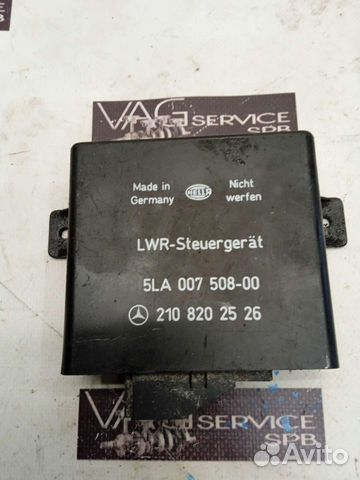 VAG SERVICE
SPB
Made in Germany
HELLA
Nicht werfen
LWR-Steuergerät
5LA 007 508-00
210 820 25 26
VAG SERVICE
SPB
Avito